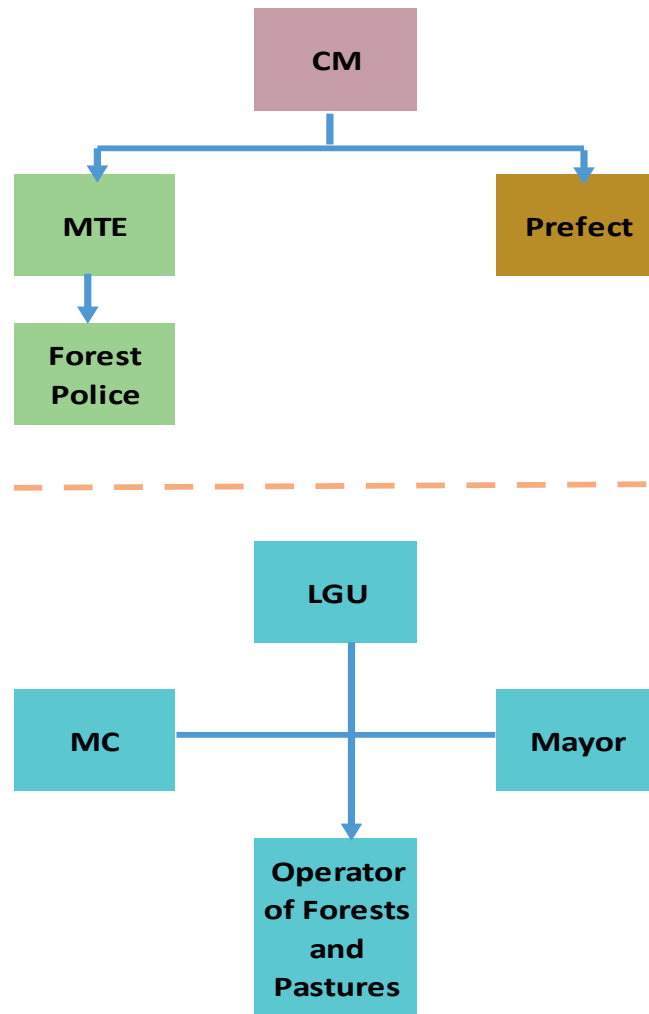 CM
MTE
Prefect
Forest
Police
LGU
MC
Mayor
Operator
of Forests
and
Pastures